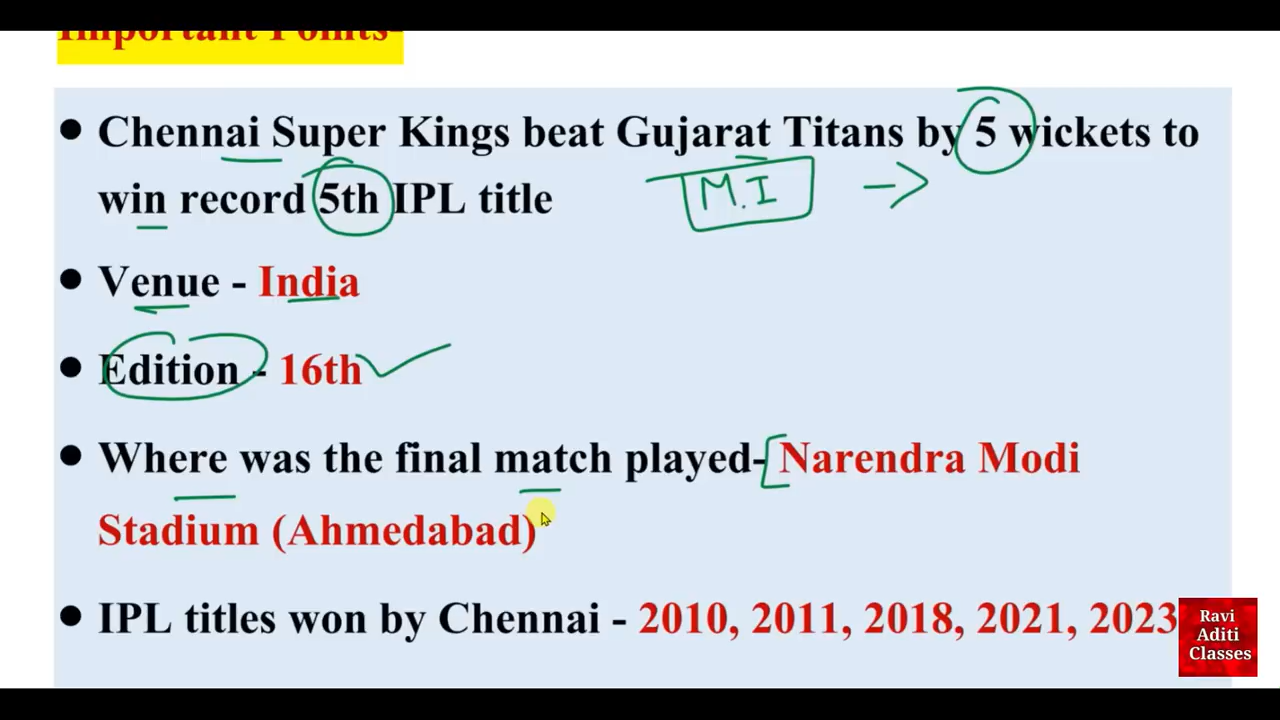 Important Points-
• Chennai Super Kings beat Gujarat Titans by 5 wickets to
win record 5th IPL title
M.I →
• Venue - India
• Edition - 16th
• Where was the final match played- Narendra Modi
Stadium (Ahmedabad)
• IPL titles won by Chennai - 2010, 2011, 2018, 2021, 2023
Ravi
Aditi
Classes